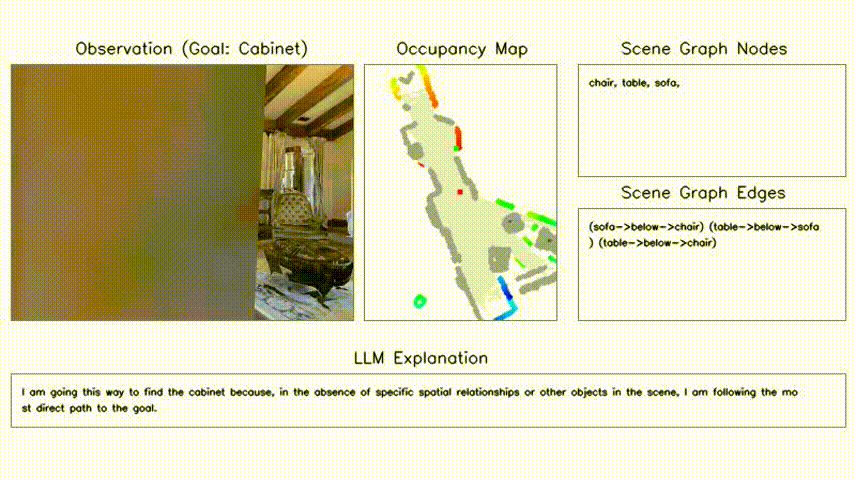 Observation (Goal: Cabinet)
Occupancy Map
Scene Graph Nodes
chair, table, sofa,
Scene Graph Edges
(sofa->below->chair) (table->below->sofa
) (table->below->chair)
LLM Explanation
I am going this way to find the cabinet because, in the absence of specific spatial relationships or other objects in the scene, I am following the mo
st direct path to the goal.